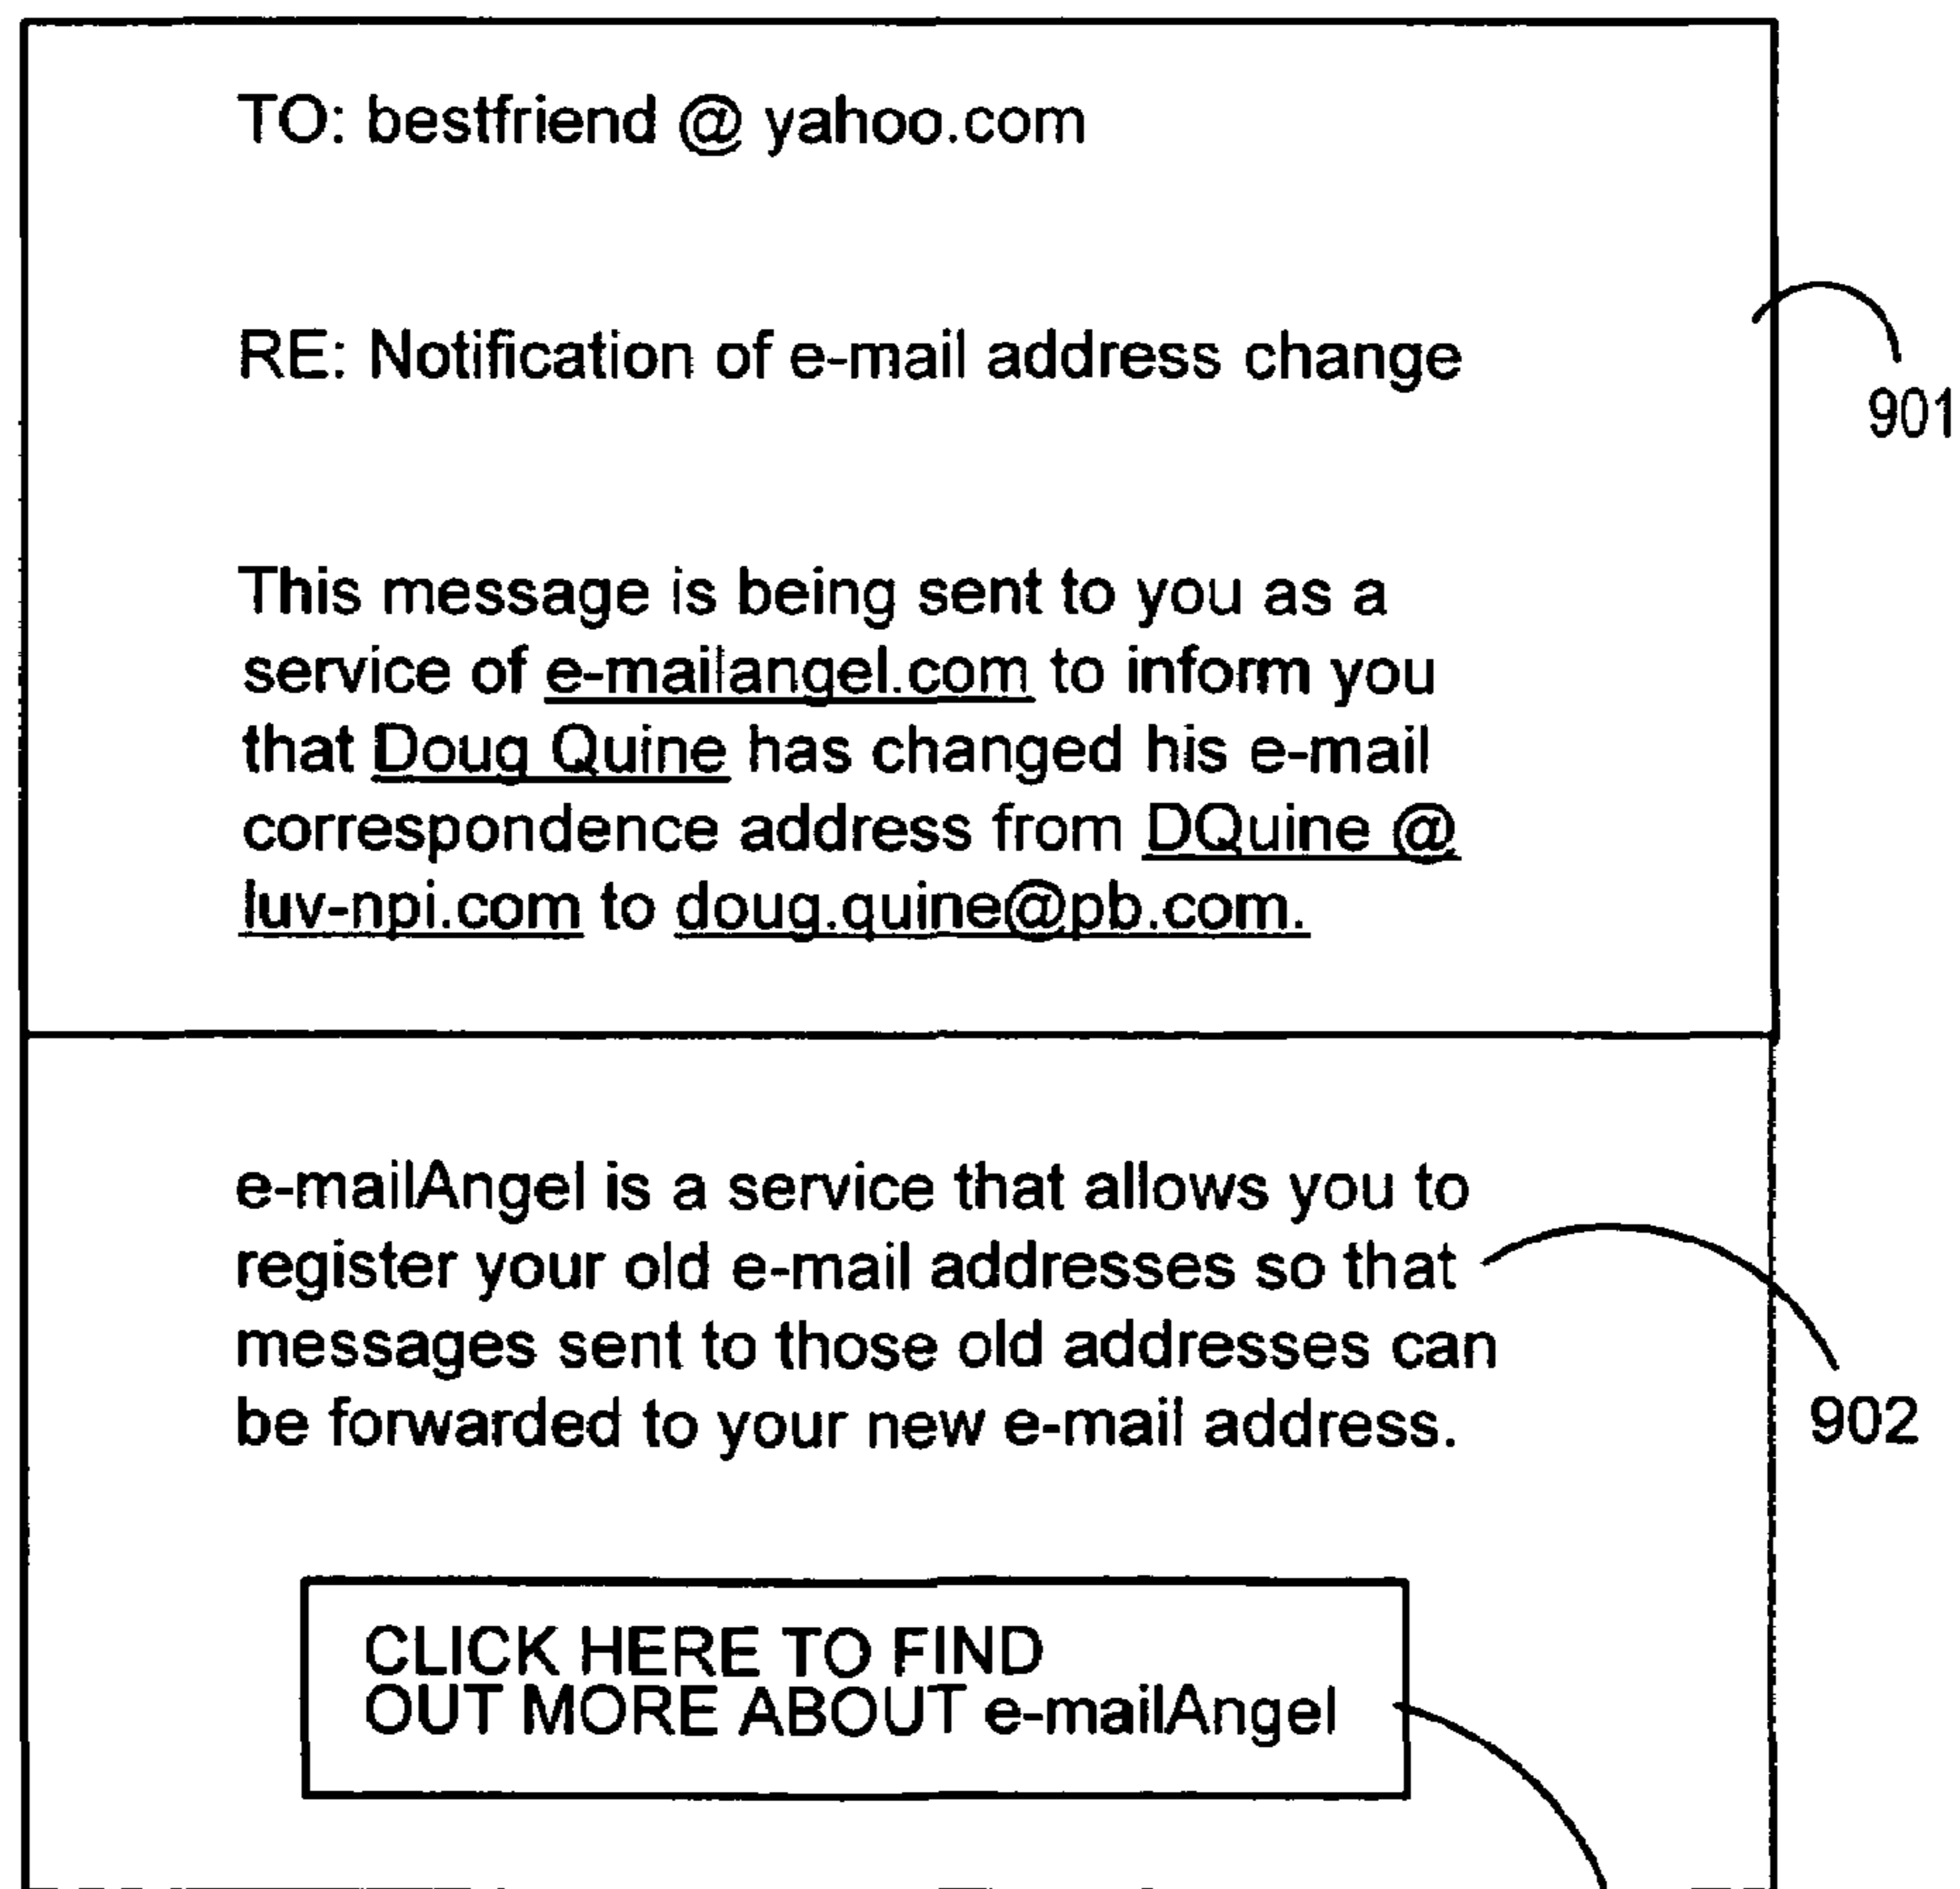 TO: bestfriend @ yahoo.com
RE: Notification of e-mail address change
901
This message is being sent to you as a
service of e-mailangel.com to inform you
that Doug Quine has changed his e-mail
correspondence address from DQuine @
luv-npi.com to doug.quine@pb.com.
e-mailAngel is a service that allows you to
register your old e-mail addresses so that
messages sent to those old addresses can
be forwarded to your new e-mail address.
902
CLICK HERE TO FIND
OUT MORE ABOUT e-mailAngel